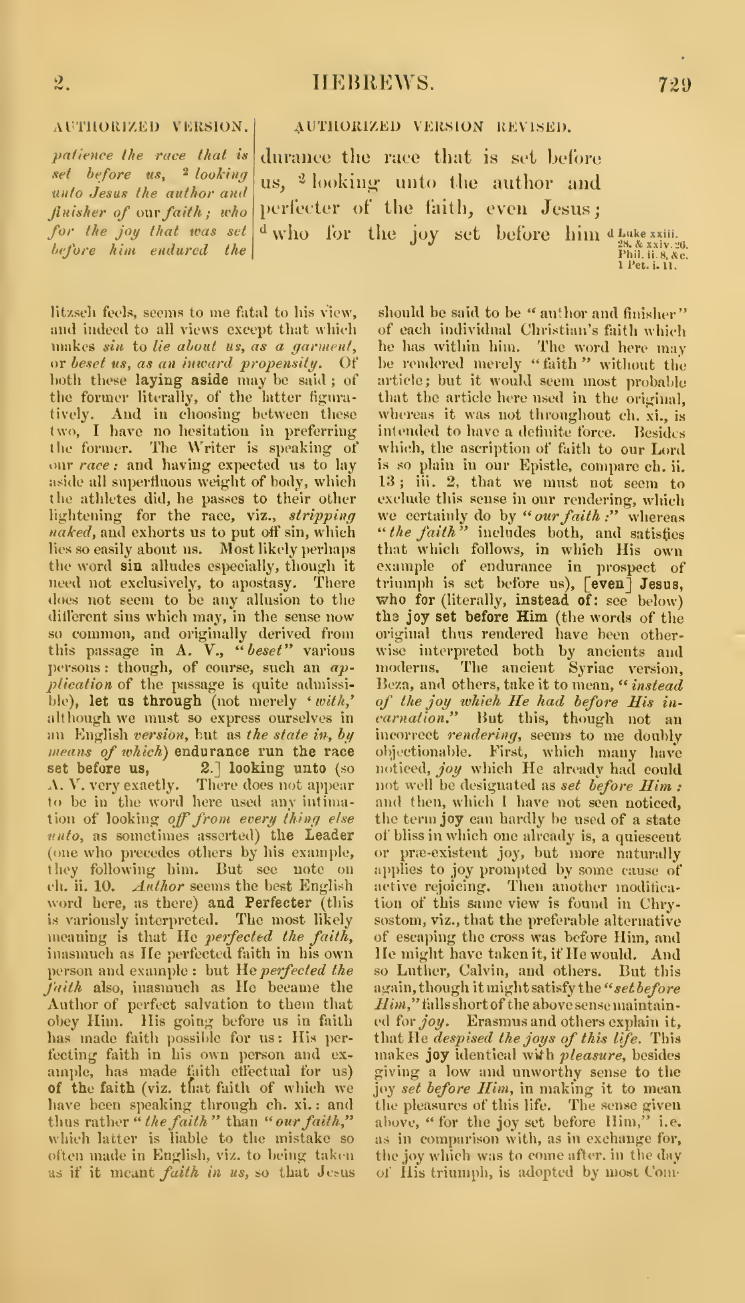 2.
HEBREWS.
729
AUTHORIZED VERSION.
patience the race that is
set before us, 2 looking
unto Jesus the author and
finisher of our faith; who
for the joy that was set
before him endured the
AUTHORIZED VERSION REVISED.
durance the race that is set before
us, 2 looking unto the author and
perfecter of the faith, even Jesus;
d who for the joy set before him
d Luke xxiii.
28. & xxiv. 26.
Phil. ii. 8, &c.
1 Pet. i. 11.
litzsch feels, seems to me fatal to his view,
and indeed to all views except that which
makes sin to lie about us, as a garment,
or beset us, as an inward propensity. Of
both these laying aside may be said; of
the former literally, of the latter figura-
tively. And in choosing between these
two, I have no hesitation in preferring
the former. The Writer is speaking of
our race: and having expected us to lay
aside all superfluous weight of body, which
the athletes did, he passes to their other
lightening for the race, viz., stripping
naked, and exhorts us to put off sin, which
lies so easily about us. Most likely perhaps
the word sin alludes especially, though it
need not exclusively, to apostasy. There
does not seem to be any allusion to the
different sins which may, in the sense now
so common, and originally derived from
this passage in A. V., "beset" various
persons: though, of course, such an ap-
plication of the passage is quite admissi-
ble), let us through (not merely 'with,'
although we must so express ourselves in
an English version, but as the state in, by
means of which) endurance run the race
set before us, 2.] looking unto (so
A. V. very exactly. There does not appear
to be in the word here used any intima-
tion of looking off from every thing else
unto, as sometimes asserted) the Leader
(one who precedes others by his example,
they following him. But see note on
ch. ii. 10. Author seems the best English
word here, as there) and Perfecter (this
is variously interpreted. The most likely
meaning is that He perfected the faith,
inasmuch as He perfected faith in his own
person and example: but He perfected the
faith also, inasmuch as He became the
Author of perfect salvation to them that
obey Him. His going before us in faith
has made faith possible for us: His per-
fecting faith in his own person and ex-
ample, has made faith effectual for us)
of the faith (viz. that faith of which we
have been speaking through ch. xi.: and
thus rather "the faith" than "our faith,"
which latter is liable to the mistake so
often made in English, viz. to being taken
as if it meant faith in us, so that Jesus
should be said to be "author and finisher"
of each individual Christian's faith which
he has within him. The word here may
be rendered merely "faith" without the
article; but it would seem most probable
that the article here used in the original,
whereas it was not throughout ch. xi., is
intended to have a definite force. Besides
which, the ascription of faith to our Lord
is so plain in our Epistle, compare ch. ii.
13; iii. 2, that we must not seem to
exclude this sense in our rendering, which
we certainly do by "our faith:" whereas
"the faith" includes both, and satisfies
that which follows, in which His own
example of endurance in prospect of
triumph is set before us), [even] Jesus,
who for (literally, instead of: see below)
the joy set before Him (the words of the
original thus rendered have been other-
wise interpreted both by ancients and
moderns. The ancient Syriac version,
Beza, and others, take it to mean, "instead
of the joy which He had before His in-
carnation." But this, though not an
incorrect rendering, seems to me doubly
objectionable. First, which many have
noticed, joy which He already had could
not well be designated as set before Him:
and then, which I have not seen noticed,
the term joy can hardly be used of a state
of bliss in which one already is, a quiescent
or præ-existent joy, but more naturally
applies to joy prompted by some cause of
active rejoicing. Then another modifica-
tion of this same view is found in Chry-
sostom, viz., that the preferable alternative
of escaping the cross was before Him, and
He might have taken it, if He would. And
so Luther, Calvin, and others. But this
again, though it might satisfy the "set before
Him," falls short of the above sense maintain-
ed for joy. Erasmus and others explain it,
that He despised the joys of this life. This
makes joy identical with pleasure, besides
giving a low and unworthy sense to the
joy set before Him, in making it to mean
the pleasures of this life. The sense given
above, "for the joy set before Him," i.e.
as in comparison with, as in exchange for,
the joy which was to come after. in the day
of His triumph, is adopted by most Com-